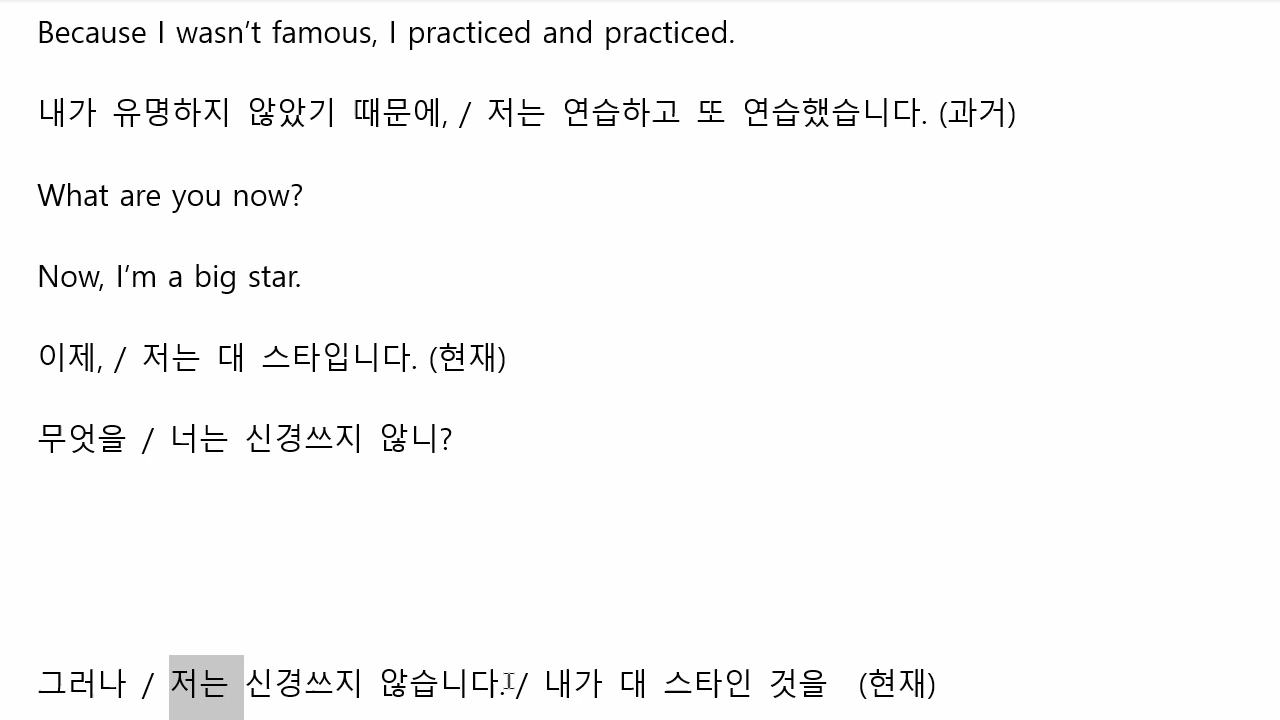 Because I wasn’t famous, I practiced and practiced.
내가 유명하지 않았기 때문에, / 저는 연습하고 또 연습했습니다. (과거)
What are you now?
Now, I’m a big star.
이제, / 저는 대 스타입니다. (현재)
무엇을 / 너는 신경쓰지 않니?
그러나 / 저는 신경쓰지 않습니다. / 내가 대 스타인 것을 (현재)